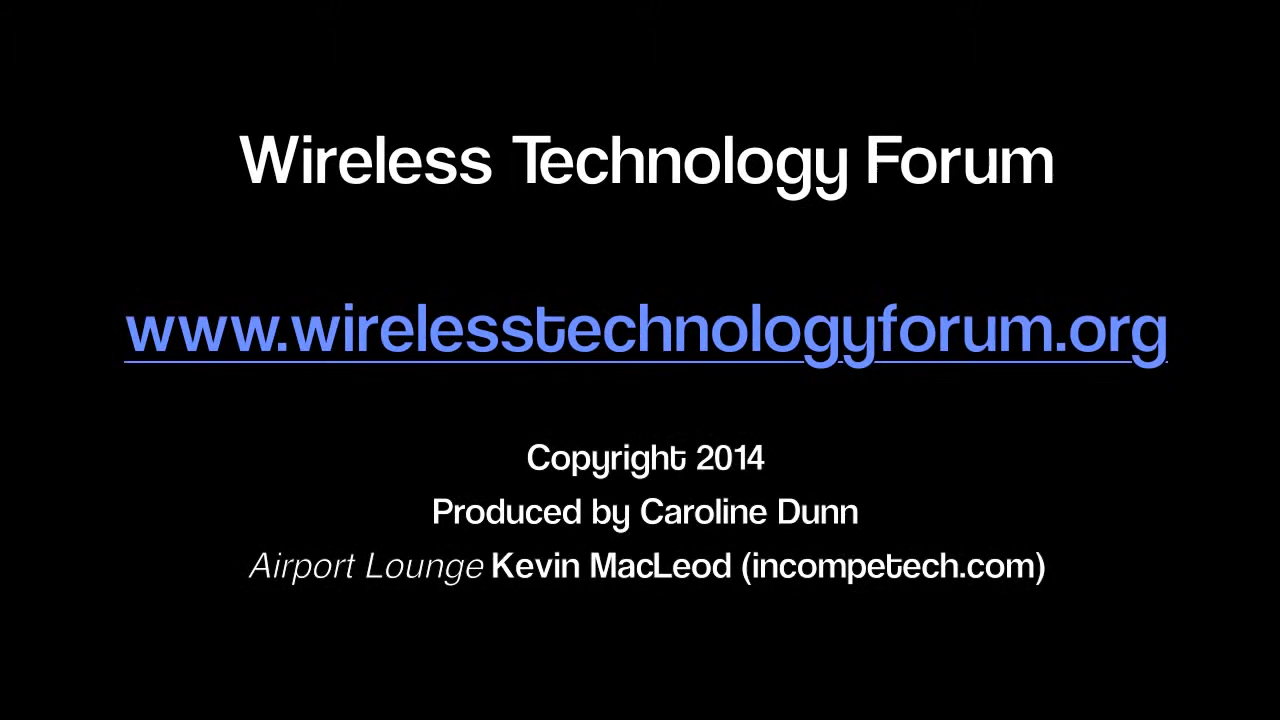 Wireless Technology Forum
www.wirelesstechnologyforum.org
Copyright 2014
Produced by Caroline Dunn
Airport Lounge Kevin MacLeod (incompetech.com)